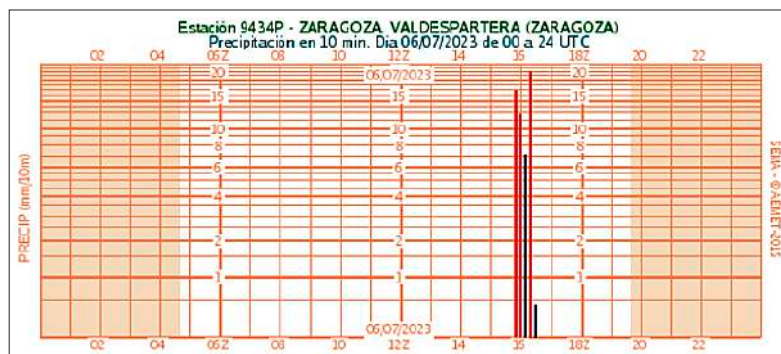 Estación 9434P - ZARAGOZA, VALDESPARTERA (ZARAGOZA)
Precipitación en 10 min. Dia 06/07/2023 de 00 a 24 UTC
02 04 06Z 08 10 12Z 14 16 18Z 20 22
06/07/2023
20 20 20
15 15 15
10 10 10
8 8 8
6 6 6
4 4 4
2 2 2
1 1 1
PRECIP (mm/10m)
SEMA - ©AEMET-2015
06/07/2023
02 04 06Z 08 10 12Z 14 16 18Z 20 22